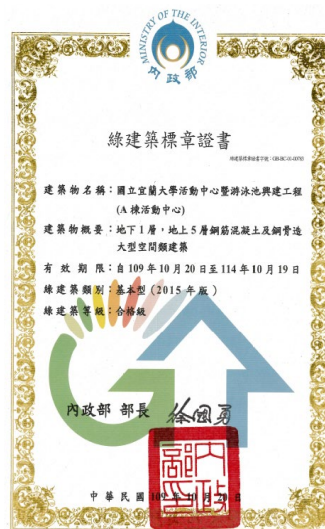 MINISTRY OF THE INTERIOR
內政部
綠建築標章證書
建築物名稱：國立宜蘭大學活動中心暨游泳池興建工程
(A棟活動中心)
建築物概要：地下1層，地上5層鋼筋混凝土及鋼骨造
大型空間類建築
有效期限：自109年10月20日至114年10月19日
綠建築類別：基本型（2015年版）
綠建築等級：合格級
內政部 部長 徐國勇
內政部印
中華民國109年10月20日